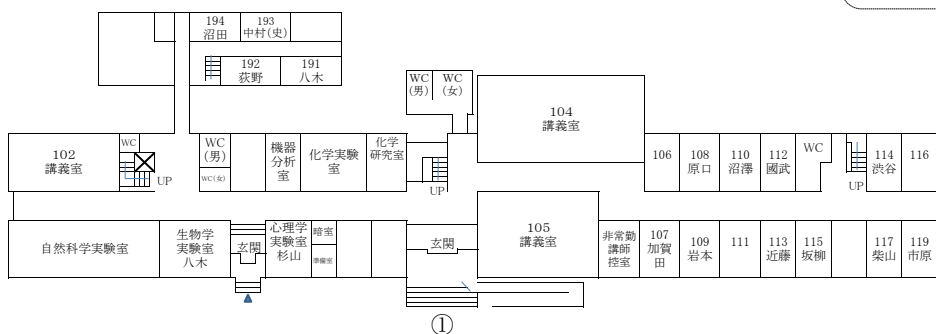 194
沼田
193
中村(史)
192
荻野
191
八木
WC
(男)
WC
(女)
104
講義室
102
講義室
WC
UP
WC
(男)
WC(女)
機器
分析
室
化学実験
室
化学
研究室
UP
106
108
原口
110
沼澤
112
國武
WC
UP
114
渋谷
116
自然科学実験室
生物学
実験室
八木
玄関
心理学
実験室
杉山
暗室
準備室
玄関
105
講義室
非常勤
講師
控室
107
加賀
田
109
岩本
111
113
近藤
115
坂柳
117
柴山
119
市原
①